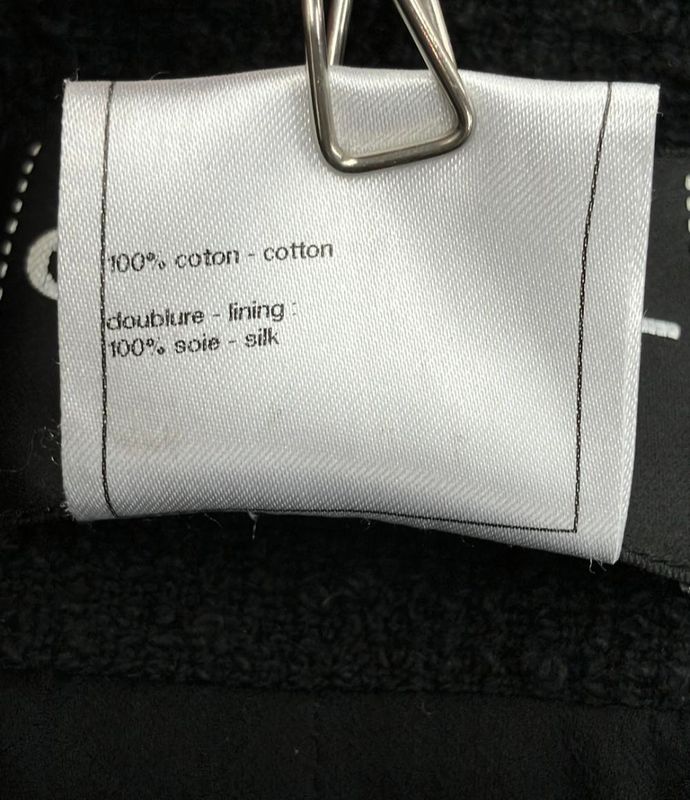 100% coton - cotton
doublure - lining :
100% soie - silk